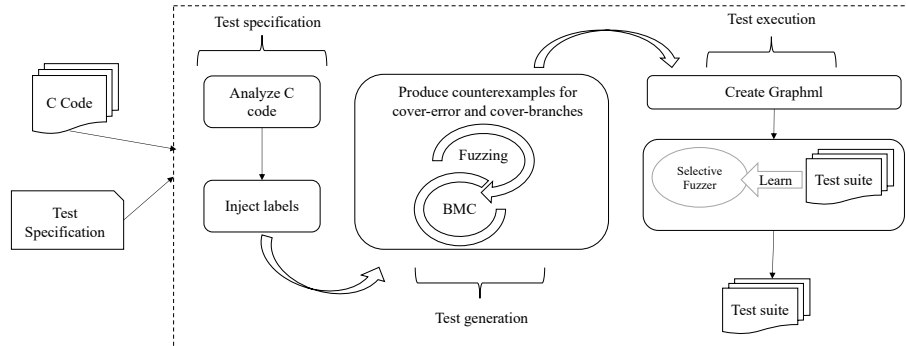 Test specification
Test execution
C Code
Analyze C
code
Produce counterexamples for
cover-error and cover-branches
Create Graphml
Fuzzing
Selective
Fuzzer
Learn
Test suite
Test
Specification
Inject labels
BMC
Test generation
Test suite